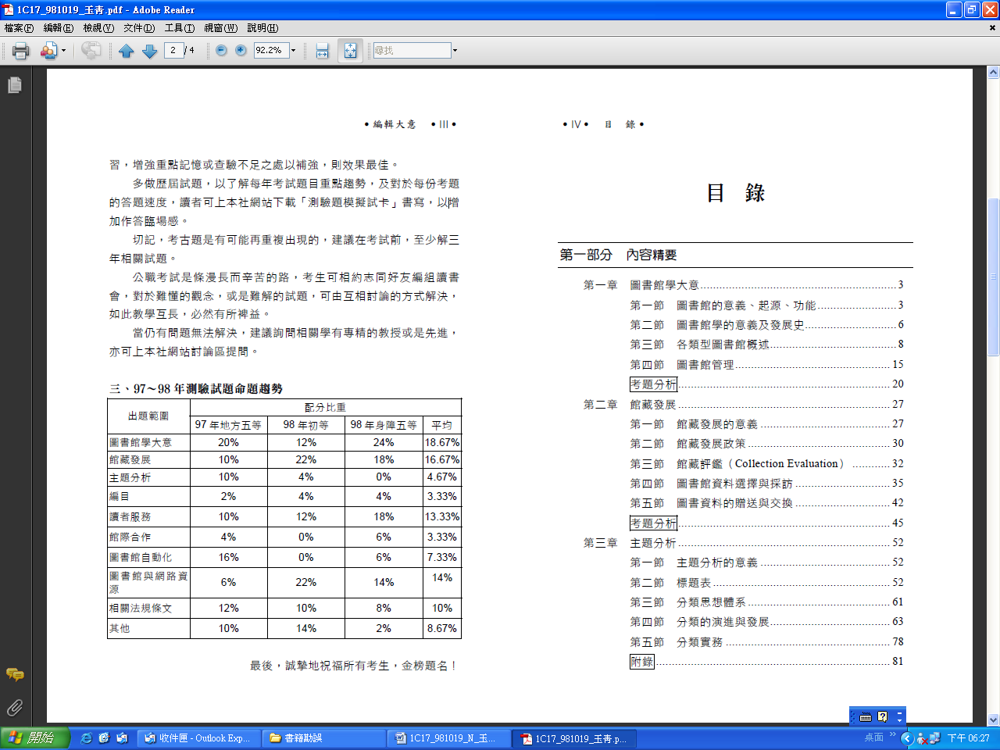 1C17_981019_玉青.pdf - Adobe Reader
檔案(F) 編輯(E) 檢視(V) 文件(D) 工具(T) 視窗(W) 說明(H)
2 / 4 92.2% 尋找
•編輯大意 •III•
習，增強重點記憶或查驗不足之處以補強，則效果最佳。
多做歷屆試題，以了解每年考試題目重點趨勢，及對於每份考題
的答題速度，讀者可上本社網站下載「測驗題模擬試卡」書寫，以增
加作答臨場感。
切記，考古題是有可能再重複出現的，建議在考試前，至少解三
年相關試題。
公職考試是條漫長而辛苦的路，考生可相約志同好友編組讀書
會，對於難懂的觀念，或是難解的試題，可由互相討論的方式解決，
如此教學互長，必然有所裨益。
當仍有問題無法解決，建議詢問相關學有專精的教授或是先進，
亦可上本社網站討論區提問。
三、97～98 年測驗試題命題趨勢
出題範圍 配分比重
97 年地方五等 98 年初等 98 年身障五等 平均
圖書館學大意 20% 12% 24% 18.67%
館藏發展 10% 22% 18% 16.67%
主題分析 10% 4% 0% 4.67%
編目 2% 4% 4% 3.33%
讀者服務 10% 12% 18% 13.33%
館際合作 4% 0% 6% 3.33%
圖書館自動化 16% 0% 6% 7.33%
圖書館與網路資
源 6% 22% 14% 14%
相關法規條文 12% 10% 8% 10%
其他 10% 14% 2% 8.67%
最後，誠摯地祝福所有考生，金榜題名！
•IV• 目 錄•
目 錄
第一部分 內容精要
第一章 圖書館學大意 3
第一節 圖書館的意義、起源、功能 3
第二節 圖書館學的意義及發展史 6
第三節 各類型圖書館概述 8
第四節 圖書館管理 15
考題分析 20
第二章 館藏發展 27
第一節 館藏發展的意義 27
第二節 館藏發展政策 30
第三節 館藏評鑑（Collection Evaluation） 32
第四節 圖書館資料選擇與採訪 35
第五節 圖書資料的贈送與交換 42
考題分析 45
第三章 主題分析 52
第一節 主題分析的意義 52
第二節 標題表 52
第三節 分類思想體系 61
第四節 分類的演進與發展 63
第五節 分類實務 78
附錄 81
開始 收件匣 - Outlook Exp... 書籍勘誤 1C17_981019_N_玉... 1C17_981019_玉青.p... 桌面 » 下午 06:27